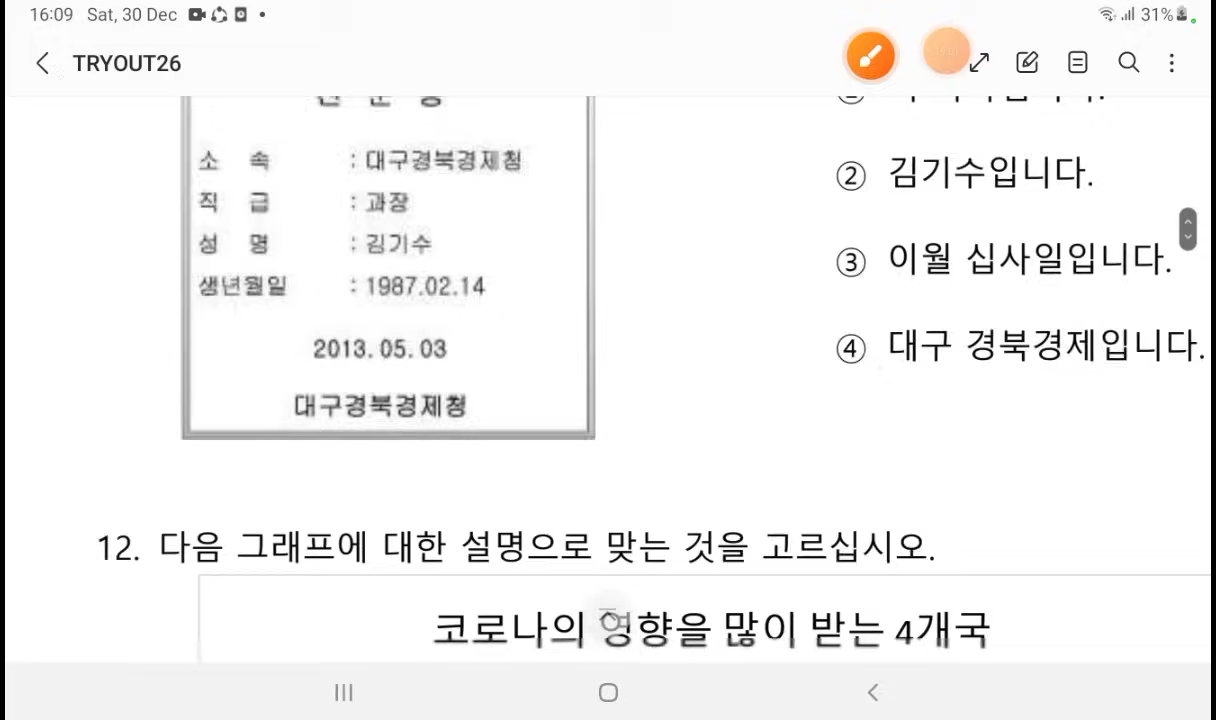 16:09 Sat, 30 Dec
31%
TRYOUT26
소 속 : 대구경북경제청
직 급 : 과장
성 명 : 김기수
생년월일 : 1987.02.14
2013. 05. 03
대구경북경제청
② 김기수입니다.
③ 이월 십사일입니다.
④ 대구 경북경제입니다.
12. 다음 그래프에 대한 설명으로 맞는 것을 고르십시오.
코로나의 영향을 많이 받는 4개국